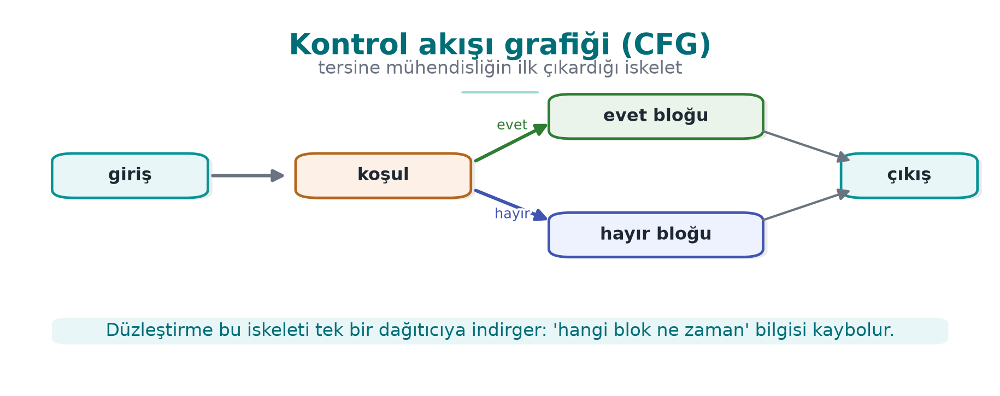 Kontrol akışı grafiği (CFG)
tersine mühendisliğin ilk çıkardığı iskelet
evet bloğu
evet
giriş
koşul
çıkış
hayır
hayır bloğu
Düzleştirme bu iskeleti tek bir dağıtıcıya indirger: 'hangi blok ne zaman' bilgisi kaybolur.